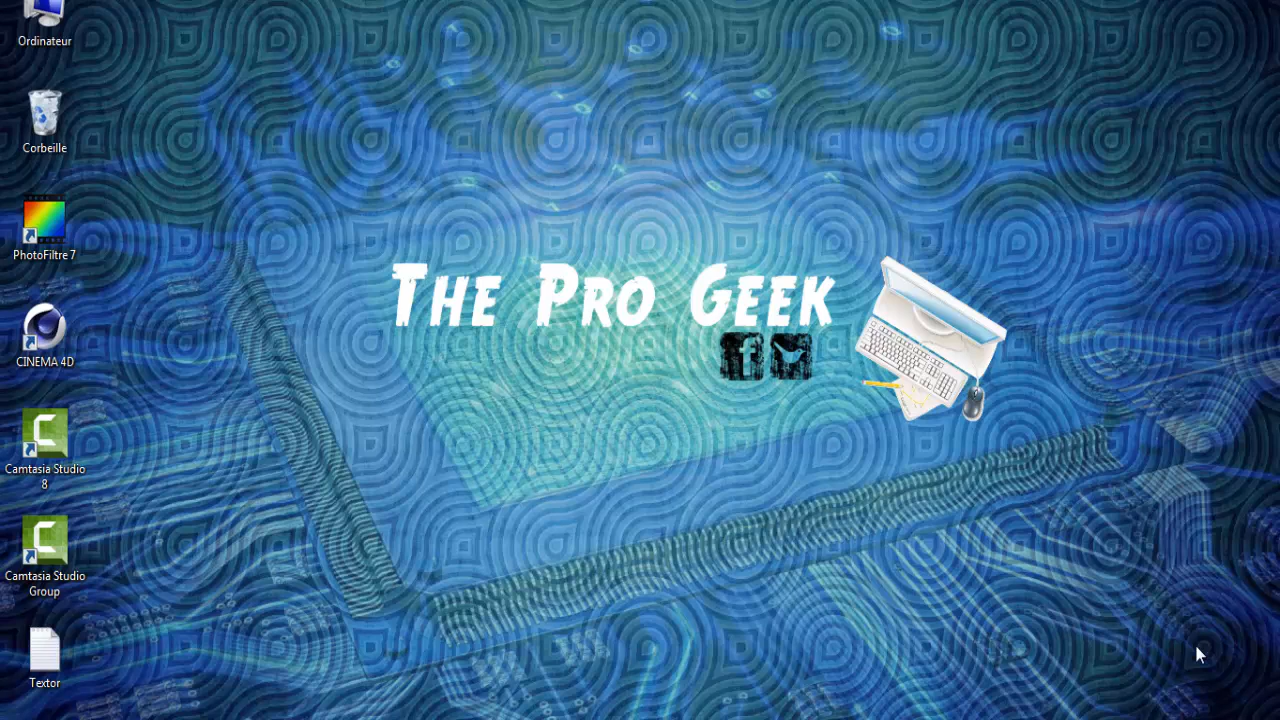 Ordinateur
Corbeille
PhotoFiltre 7
CINEMA 4D
Camtasia Studio
8
Camtasia Studio
Group
Textor
The Pro Geek